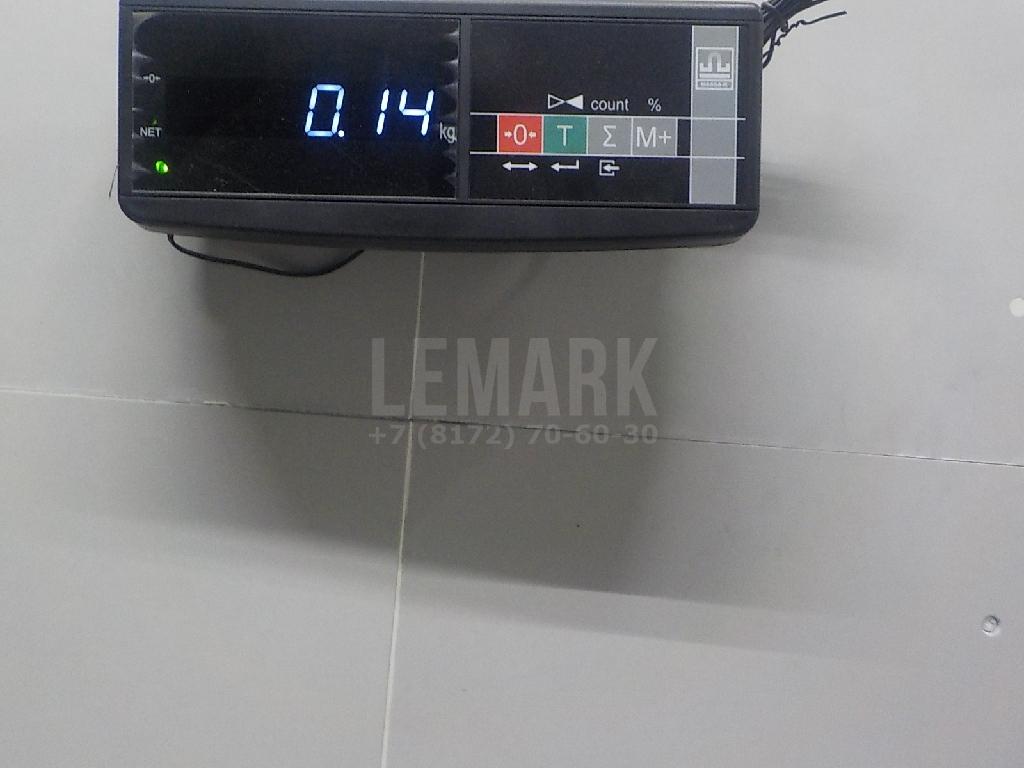 →0←
NET
0.14 kg
count %
→0← T Σ M+
LEMARK
+7 (8172) 70-60-30